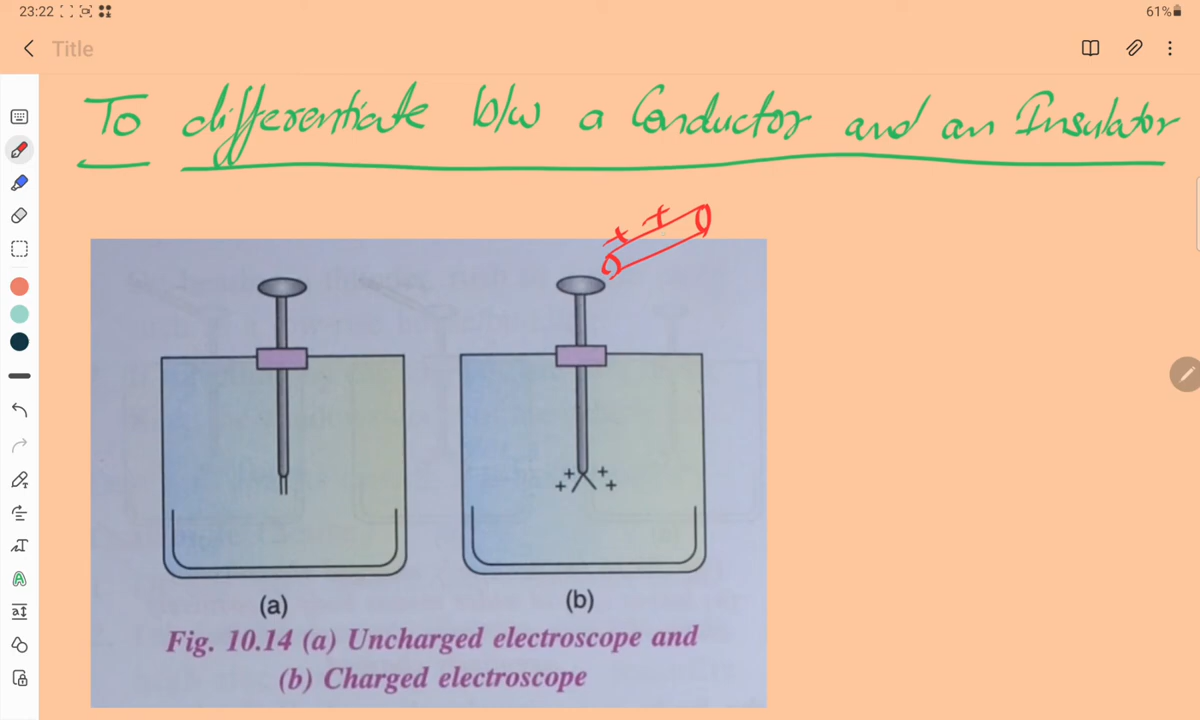 23:22
61%
Title
To differentiate b/w a Conductor and an Insulator
+ +
+ + + +
(a)
(b)
Fig. 10.14 (a) Uncharged electroscope and
(b) Charged electroscope